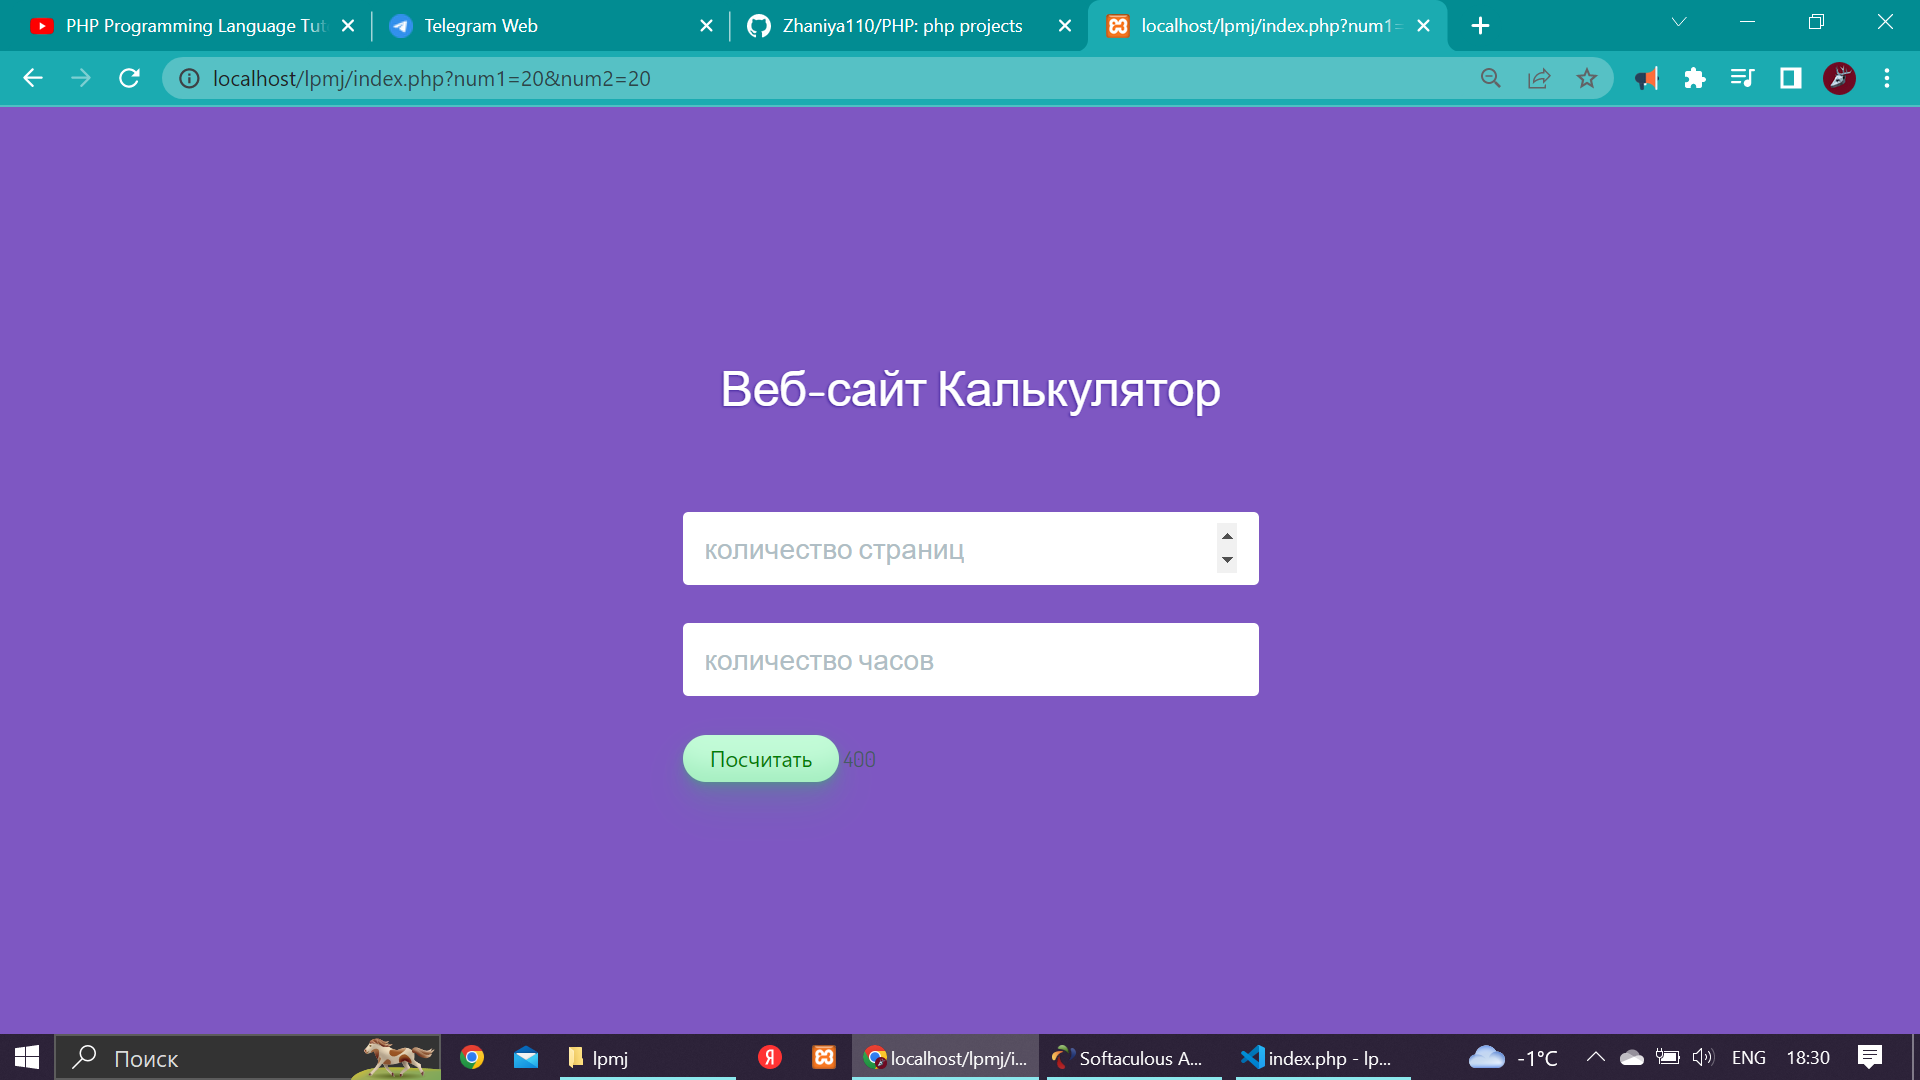 PHP Programming Language Tut
Telegram Web
Zhaniya110/PHP: php projects
localhost/lpmj/index.php?num1=
localhost/lpmj/index.php?num1=20&num2=20
Веб-сайт Калькулятор
количество страниц
количество часов
Посчитать 400
Поиск
lpmj
Я
localhost/lpmj/i...
Softaculous A...
index.php - lp...
-1°C
ENG
18:30